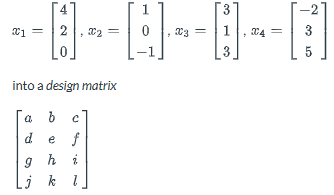 x₁ = [4 2 0], x₂ = [1 0 −1], x₃ = [3 1 3], x₄ = [−2 3 5]
into a design matrix
[a b c
d e f
g h i
j k l]